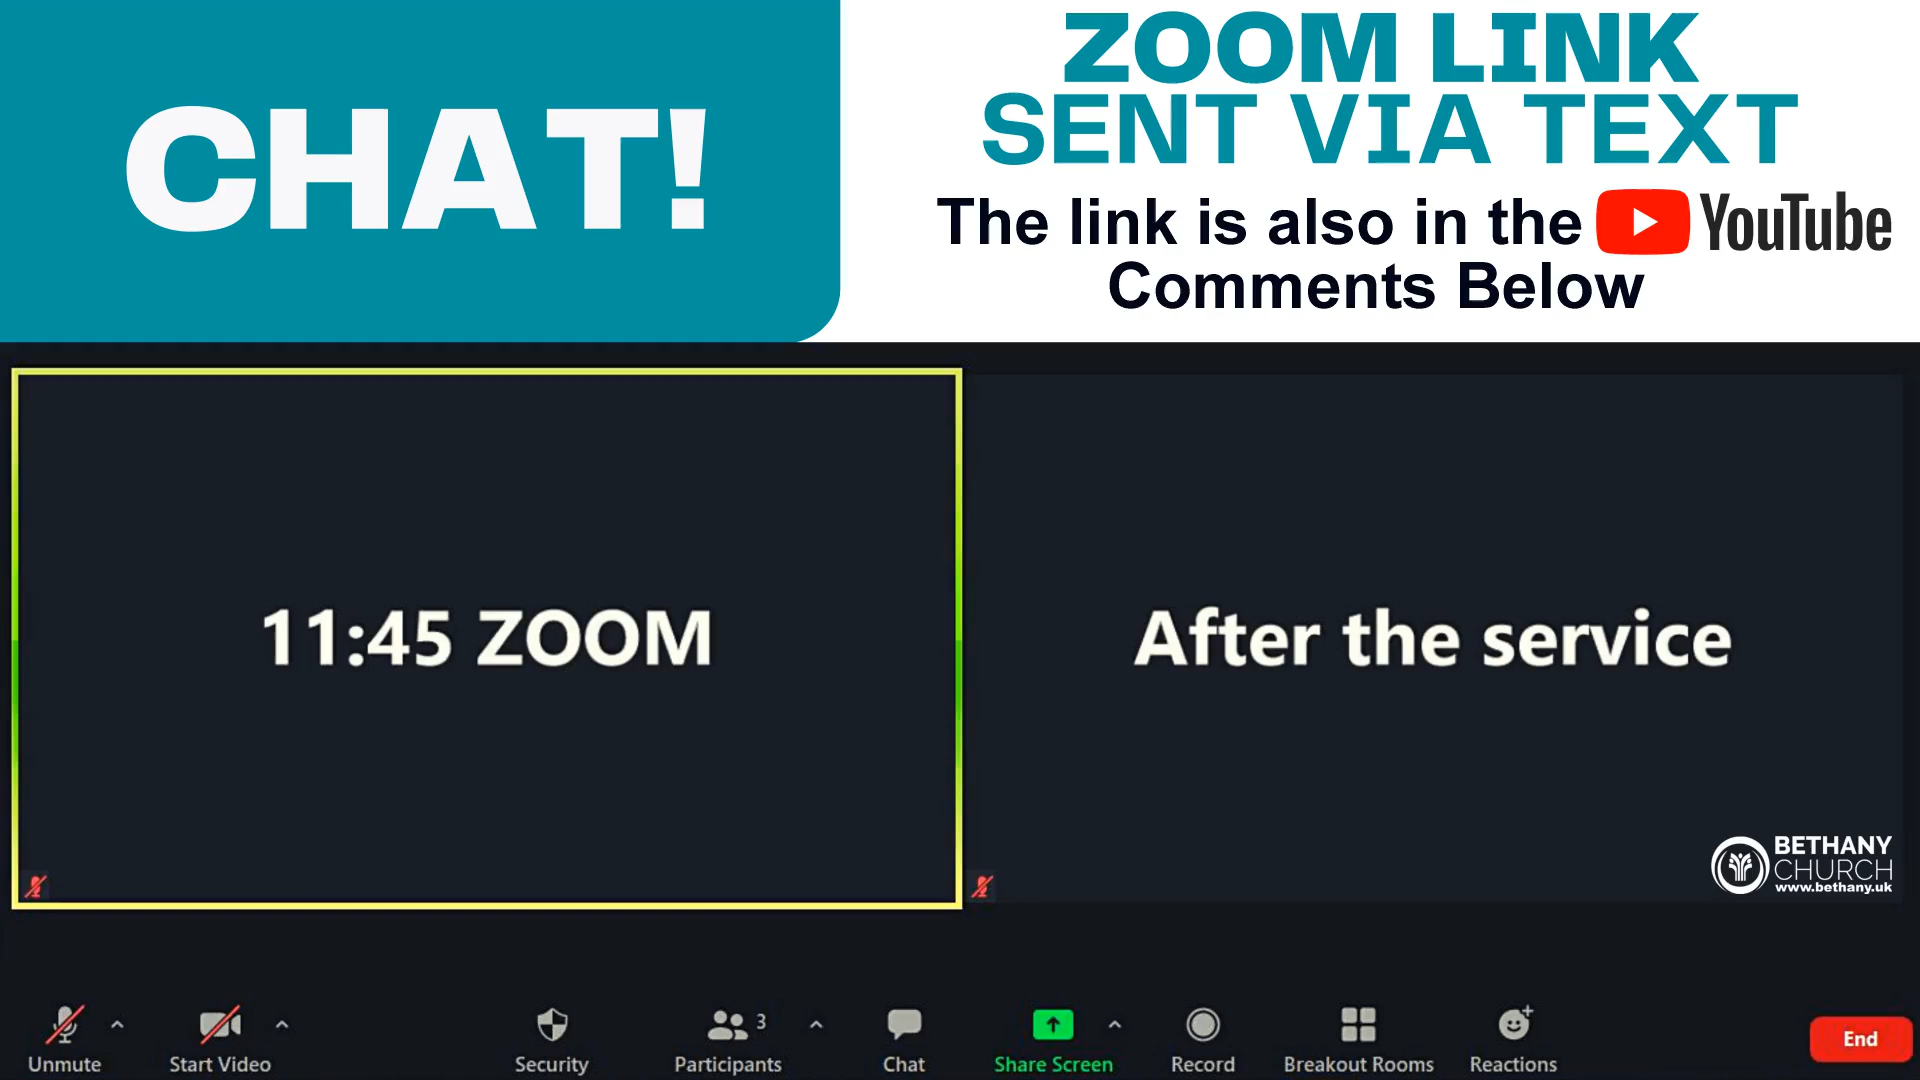 CHAT!
ZOOM LINK
SENT VIA TEXT
The link is also in the YouTube
Comments Below
11:45 ZOOM
After the service
BETHANY
CHURCH
www.bethany.uk
Unmute
Start Video
Security
3
Participants
Chat
Share Screen
Record
Breakout Rooms
Reactions
End